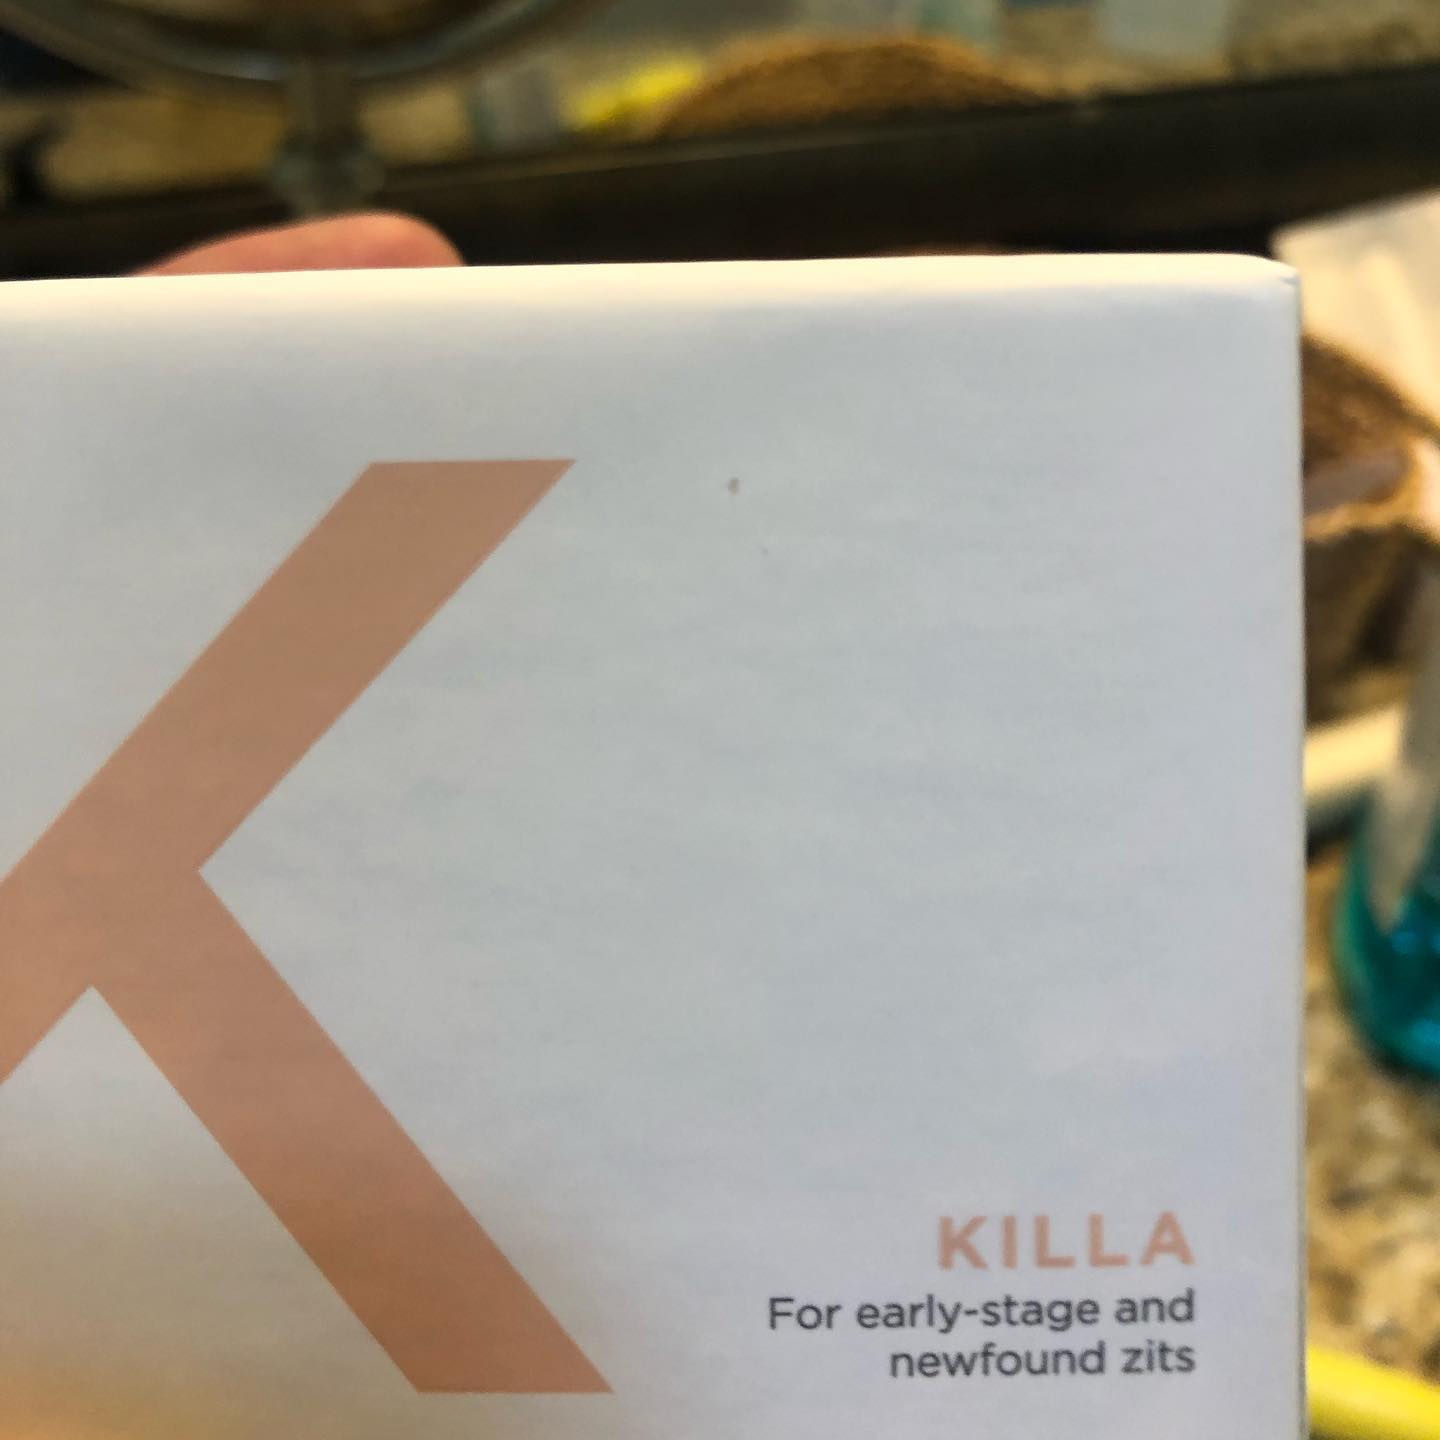 K
KILLA
For early-stage and
newfound zits